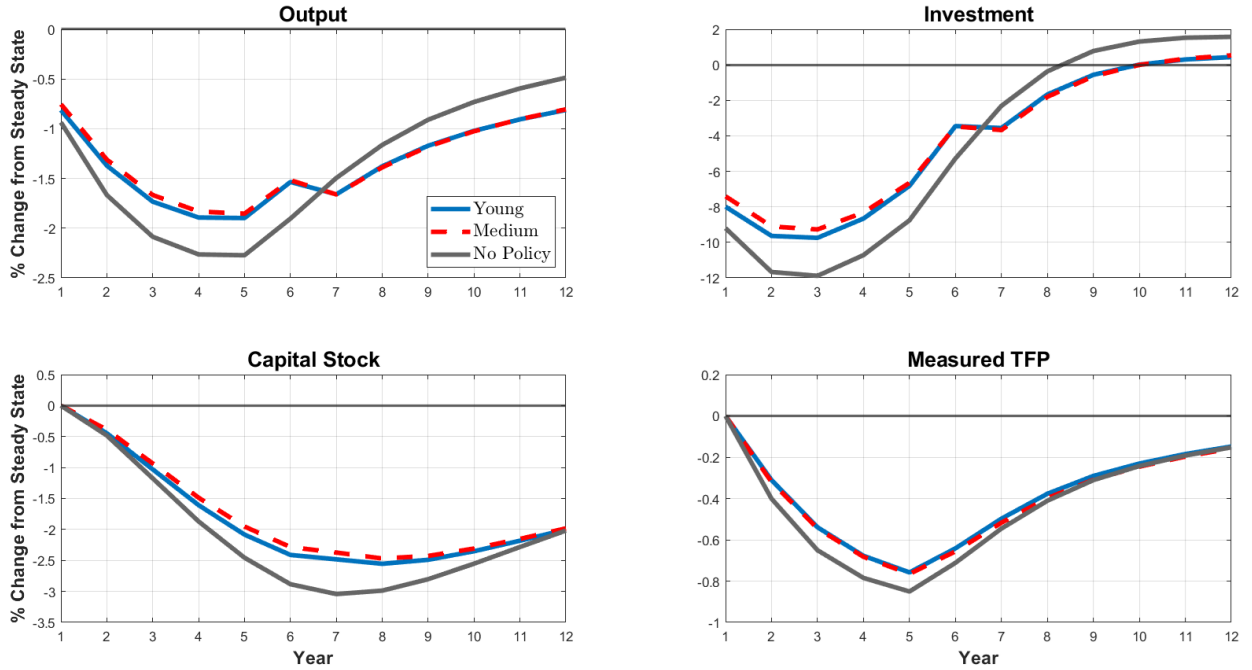 Output
% Change from Steady State
0
-0.5
-1
-1.5
-2
-2.5
1 2 3 4 5 6 7 8 9 10 11 12
Young
Medium
No Policy
Investment
2
0
-2
-4
-6
-8
-10
-12
1 2 3 4 5 6 7 8 9 10 11 12
Capital Stock
% Change from Steady State
0.5
0
-0.5
-1
-1.5
-2
-2.5
-3
-3.5
1 2 3 4 5 6 7 8 9 10 11 12
Year
Measured TFP
0.2
0
-0.2
-0.4
-0.6
-0.8
-1
1 2 3 4 5 6 7 8 9 10 11 12
Year